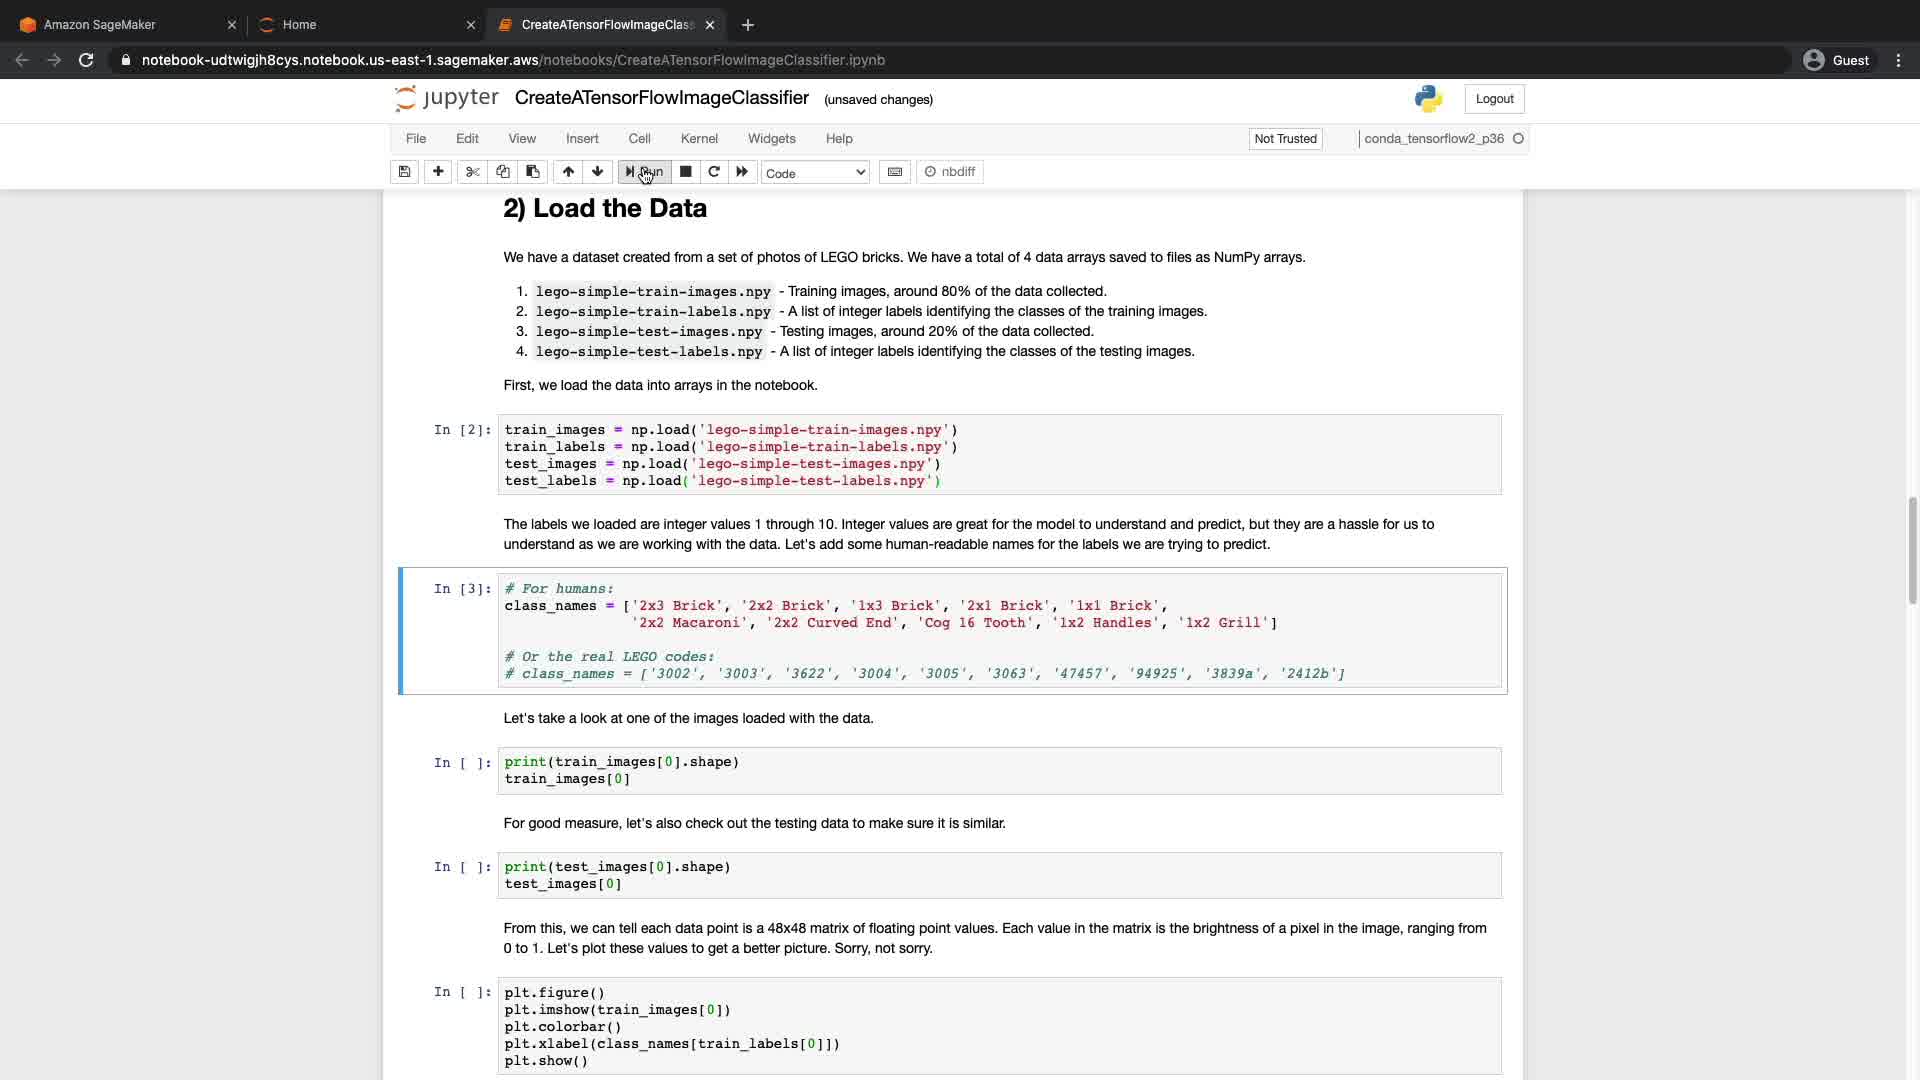 Amazon SageMaker
Home
CreateATensorFlowImageClass
notebook-udtwigjh8cys.notebook.us-east-1.sagemaker.aws/notebooks/CreateATensorFlowImageClassifier.ipynb
Guest
jupyter CreateATensorFlowImageClassifier (unsaved changes)
Logout
File Edit View Insert Cell Kernel Widgets Help
Not Trusted
conda_tensorflow2_p36
Code
nbdiff
2) Load the Data
We have a dataset created from a set of photos of LEGO bricks. We have a total of 4 data arrays saved to files as NumPy arrays.
1. lego-simple-train-images.npy - Training images, around 80% of the data collected.
2. lego-simple-train-labels.npy - A list of integer labels identifying the classes of the training images.
3. lego-simple-test-images.npy - Testing images, around 20% of the data collected.
4. lego-simple-test-labels.npy - A list of integer labels identifying the classes of the testing images.
First, we load the data into arrays in the notebook.
In [2]: train_images = np.load('lego-simple-train-images.npy')
train_labels = np.load('lego-simple-train-labels.npy')
test_images = np.load('lego-simple-test-images.npy')
test_labels = np.load('lego-simple-test-labels.npy')
The labels we loaded are integer values 1 through 10. Integer values are great for the model to understand and predict, but they are a hassle for us to
understand as we are working with the data. Let's add some human-readable names for the labels we are trying to predict.
In [3]: # For humans:
class_names = ['2x3 Brick', '2x2 Brick', '1x3 Brick', '2x1 Brick', '1x1 Brick',
'2x2 Macaroni', '2x2 Curved End', 'Cog 16 Tooth', '1x2 Handles', '1x2 Grill']
# Or the real LEGO codes:
# class_names = ['3002', '3003', '3622', '3004', '3005', '3063', '47457', '94925', '3839a', '2412b']
Let's take a look at one of the images loaded with the data.
In [ ]: print(train_images[0].shape)
train_images[0]
For good measure, let's also check out the testing data to make sure it is similar.
In [ ]: print(test_images[0].shape)
test_images[0]
From this, we can tell each data point is a 48x48 matrix of floating point values. Each value in the matrix is the brightness of a pixel in the image, ranging from
0 to 1. Let's plot these values to get a better picture. Sorry, not sorry.
In [ ]: plt.figure()
plt.imshow(train_images[0])
plt.colorbar()
plt.xlabel(class_names[train_labels[0]])
plt.show()